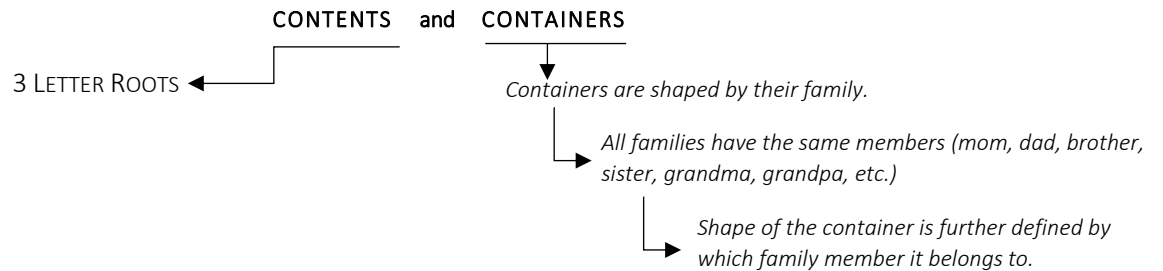 CONTENTS and CONTAINERS
3 LETTER ROOTS
Containers are shaped by their family.
All families have the same members (mom, dad, brother,
sister, grandma, grandpa, etc.)
Shape of the container is further defined by
which family member it belongs to.